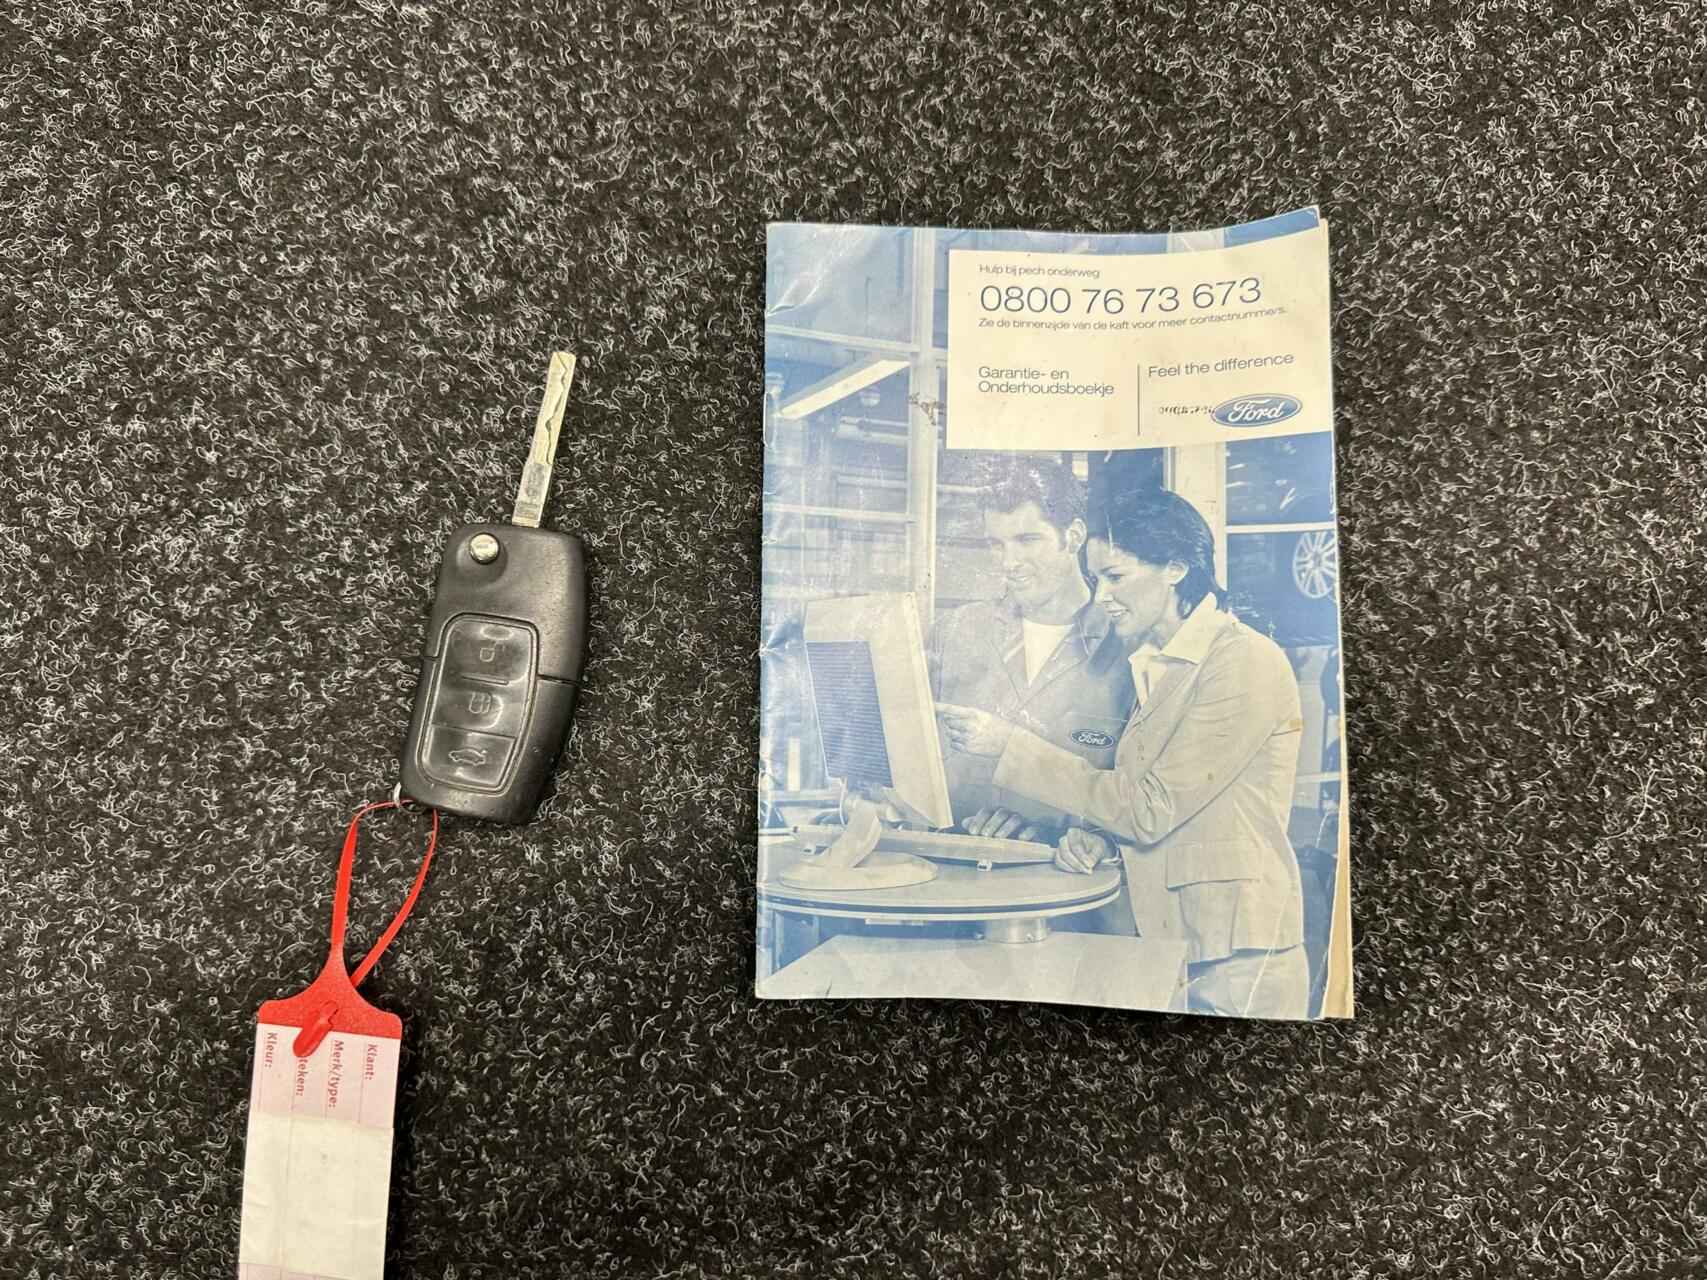 Hulp bij pech onderweg
0800 76 73 673
Zie de binnenzijde van de kaft voor meer contactnummers.
Garantie- en
Onderhoudsboekje
Feel the difference
Ford
Ford
Klant:
Merk/type:
teken:
Kleur: